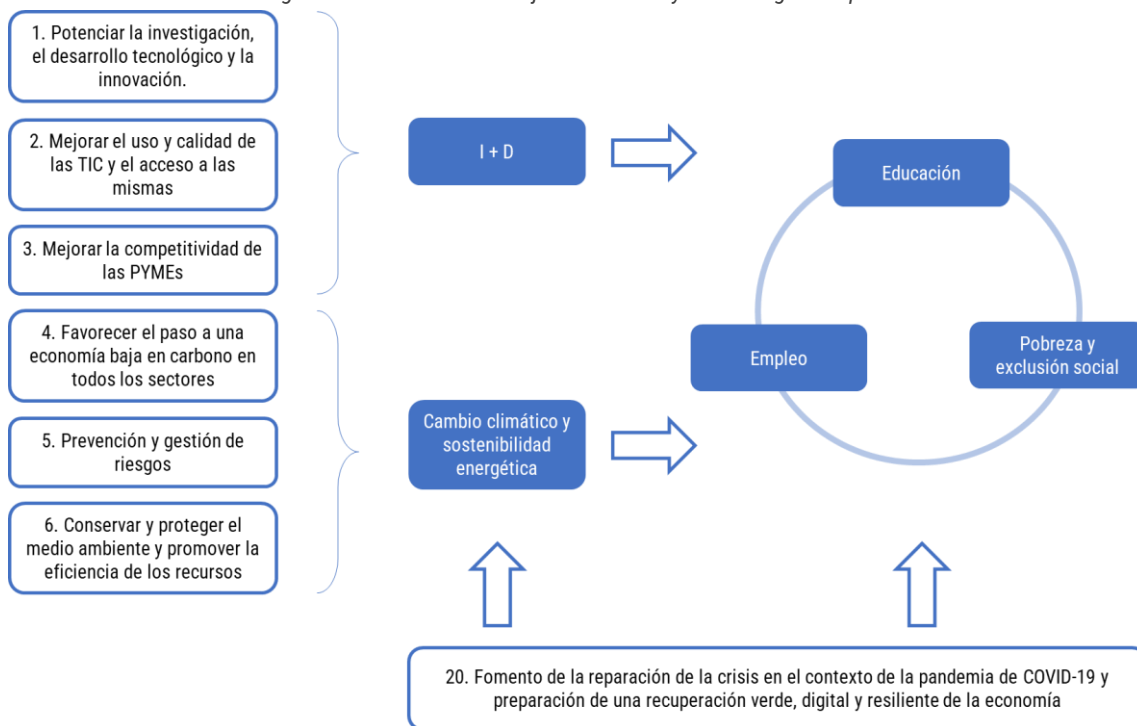 1. Potenciar la investigación,
el desarrollo tecnológico y la
innovación.
2. Mejorar el uso y calidad de
las TIC y el acceso a las
mismas
3. Mejorar la competitividad de
las PYMEs
4. Favorecer el paso a una
economía baja en carbono en
todos los sectores
5. Prevención y gestión de
riesgos
6. Conservar y proteger el
medio ambiente y promover la
eficiencia de los recursos
I + D
Cambio climático y
sostenibilidad
energética
Educación
Empleo
Pobreza y
exclusión social
20. Fomento de la reparación de la crisis en el contexto de la pandemia de COVID-19 y
preparación de una recuperación verde, digital y resiliente de la economía